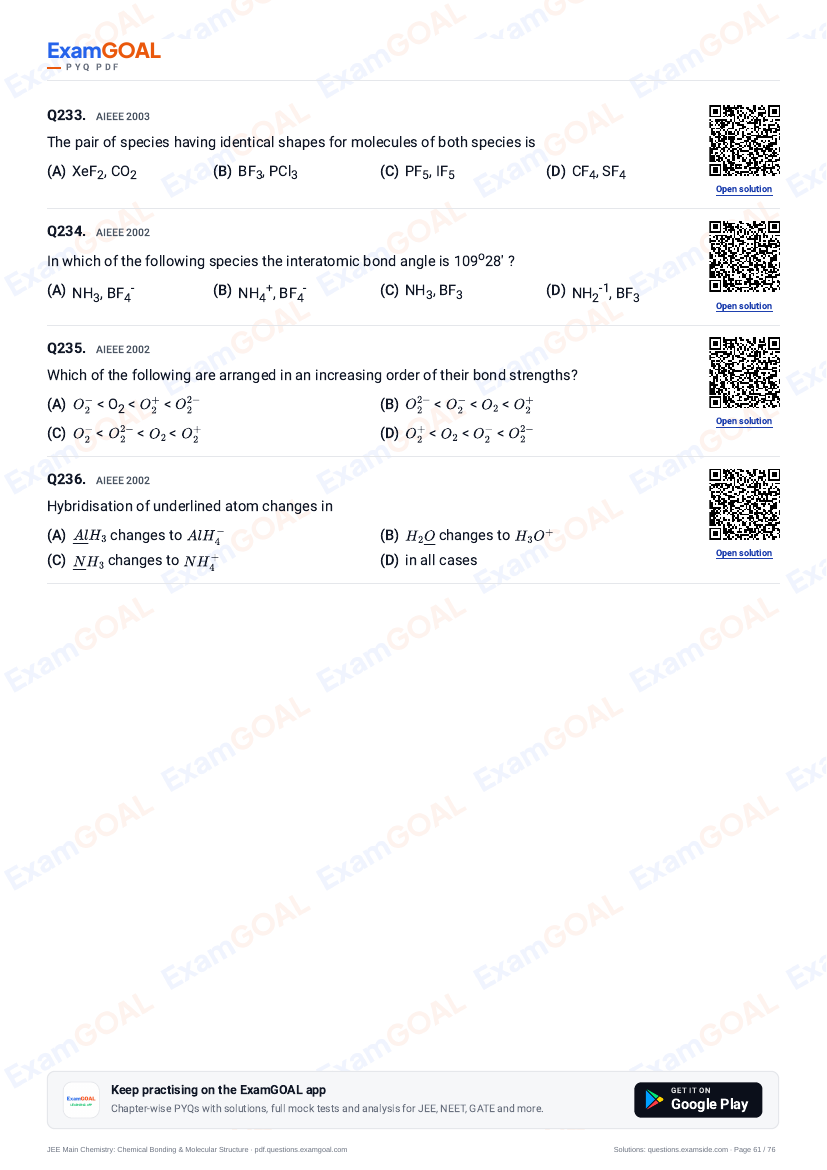 ExamGOAL
PYQ PDF
Q233. AIEEE 2003
The pair of species having identical shapes for molecules of both species is
(A) XeF₂, CO₂ (B) BF₃, PCl₃ (C) PF₅, IF₅ (D) CF₄, SF₄
Open solution
Q234. AIEEE 2002
In which of the following species the interatomic bond angle is 109°28' ?
(A) NH₃, BF₄⁻ (B) NH₄⁺, BF₄⁻ (C) NH₃, BF₃ (D) NH₂⁻¹, BF₃
Open solution
Q235. AIEEE 2002
Which of the following are arranged in an increasing order of their bond strengths?
(A) O₂⁻ < O₂ < O₂⁺ < O₂²⁻ (B) O₂²⁻ < O₂⁻ < O₂ < O₂⁺
(C) O₂⁻ < O₂²⁻ < O₂ < O₂⁺ (D) O₂⁺ < O₂ < O₂⁻ < O₂²⁻
Open solution
Q236. AIEEE 2002
Hybridisation of underlined atom changes in
(A) AlH₃ changes to AlH₄⁻ (B) H₂O changes to H₃O⁺
(C) NH₃ changes to NH₄⁺ (D) in all cases
Open solution
Keep practising on the ExamGOAL app
Chapter-wise PYQs with solutions, full mock tests and analysis for JEE, NEET, GATE and more.
GET IT ON
Google Play
JEE Main Chemistry: Chemical Bonding & Molecular Structure · pdf.questions.examgoal.com
Solutions: questions.examside.com · Page 61 / 76